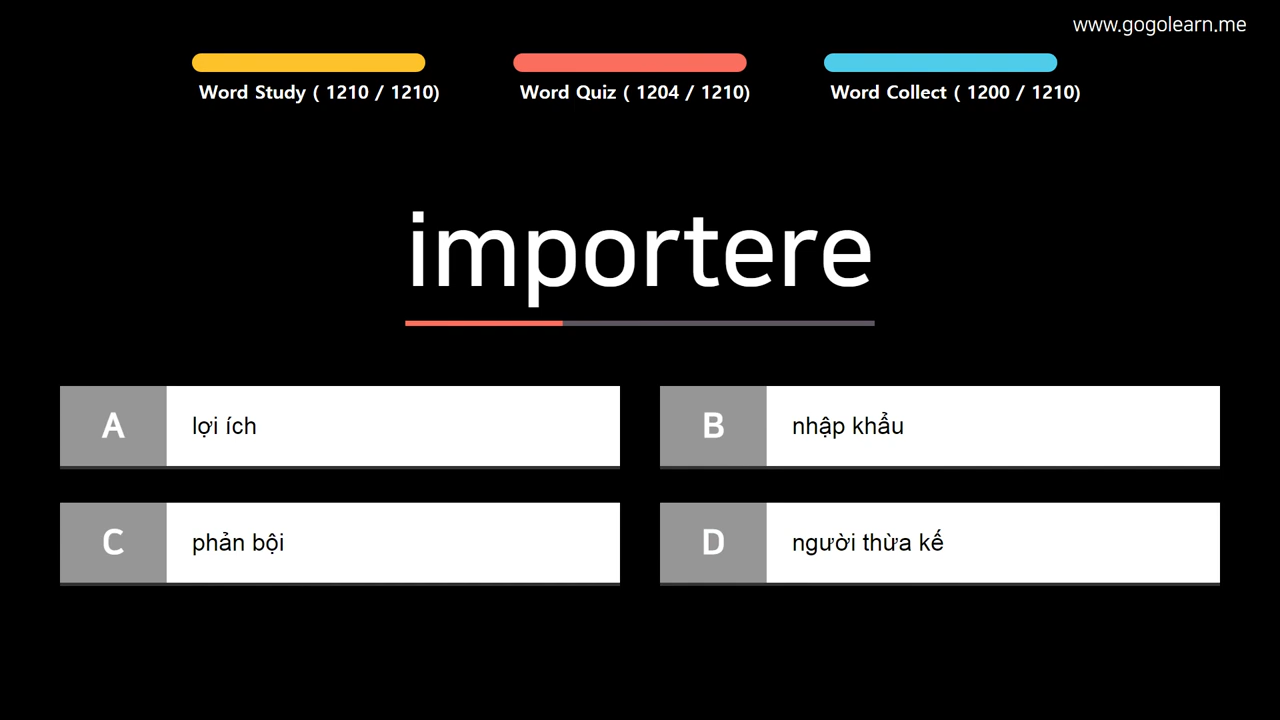 www.gogolearn.me
Word Study ( 1210 / 1210)
Word Quiz ( 1204 / 1210)
Word Collect ( 1200 / 1210)
importere
A lợi ích
B nhập khẩu
C phản bội
D người thừa kế